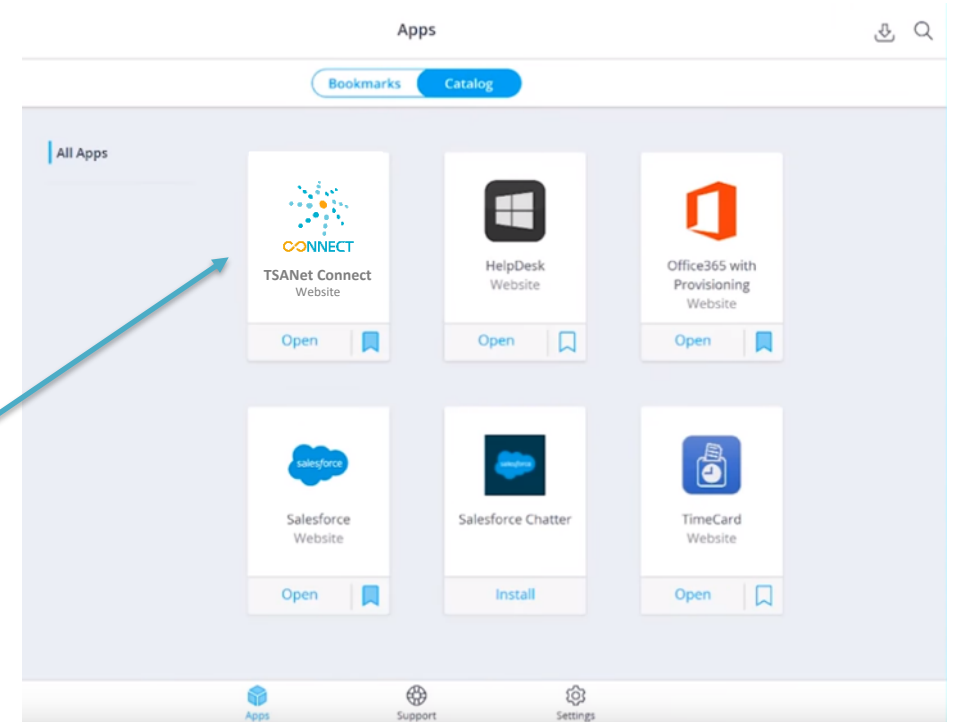 Apps
Bookmarks
Catalog
All Apps
CONNECT
TSANet Connect
Website
Open
HelpDesk
Website
Open
Office365 with
Provisioning
Website
Open
salesforce
Salesforce
Website
Open
salesforce
Salesforce Chatter
Install
TimeCard
Website
Open
Apps
Support
Settings